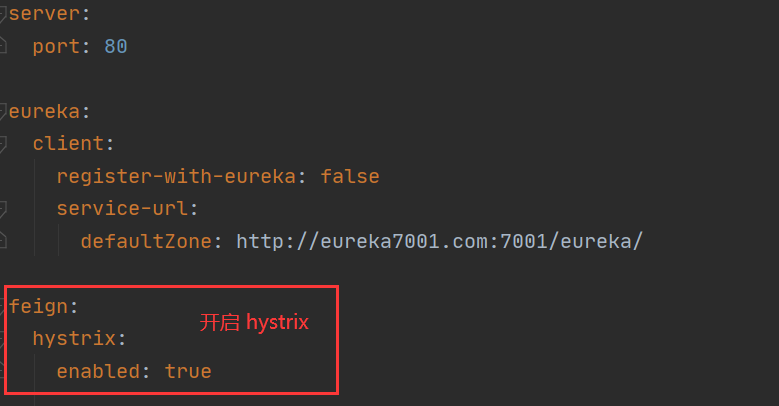 server:
port: 80
eureka:
client:
register-with-eureka: false
service-url:
defaultZone: http://eureka7001.com:7001/eureka/
feign:
开启 hystrix
hystrix:
enabled: true